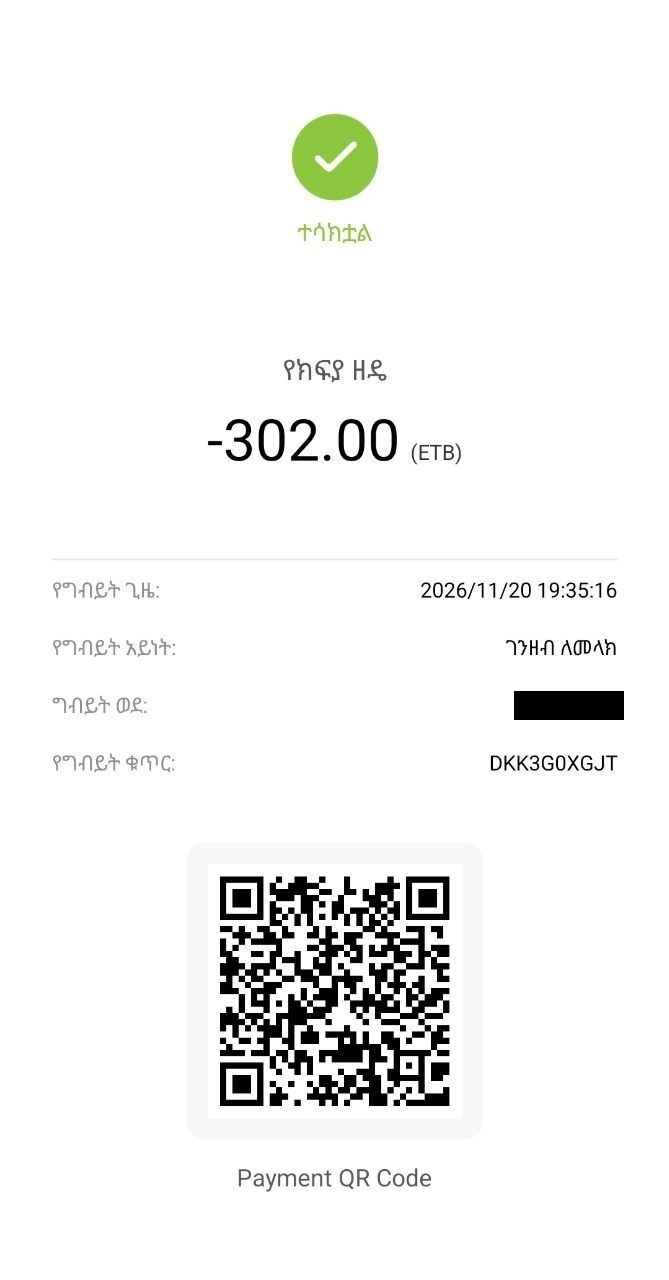 ተሳክቷል
የክፍያ ዘዴ
-302.00 (ETB)
የግብይት ጊዜ: 2026/11/20 19:35:16
የግብይት አይነት: ገንዘብ ለመላክ
ግብይት ወደ:
የግብይት ቁጥር: DKK3G0XGJT
Payment QR Code